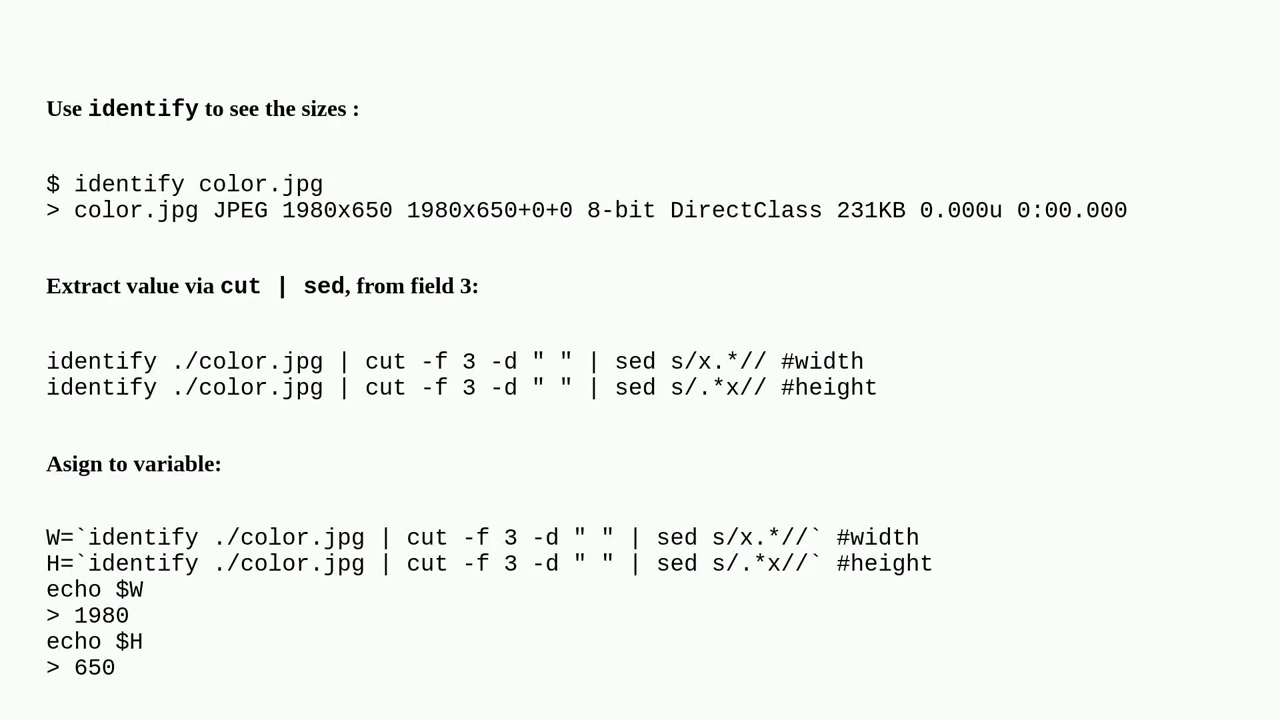 Use identify to see the sizes :
$ identify color.jpg
> color.jpg JPEG 1980x650 1980x650+0+0 8-bit DirectClass 231KB 0.000u 0:00.000
Extract value via cut | sed, from field 3:
identify ./color.jpg | cut -f 3 -d " " | sed s/x.*// #width
identify ./color.jpg | cut -f 3 -d " " | sed s/.*x// #height
Asign to variable:
W=`identify ./color.jpg | cut -f 3 -d " " | sed s/x.*//` #width
H=`identify ./color.jpg | cut -f 3 -d " " | sed s/.*x//` #height
echo $W
> 1980
echo $H
> 650